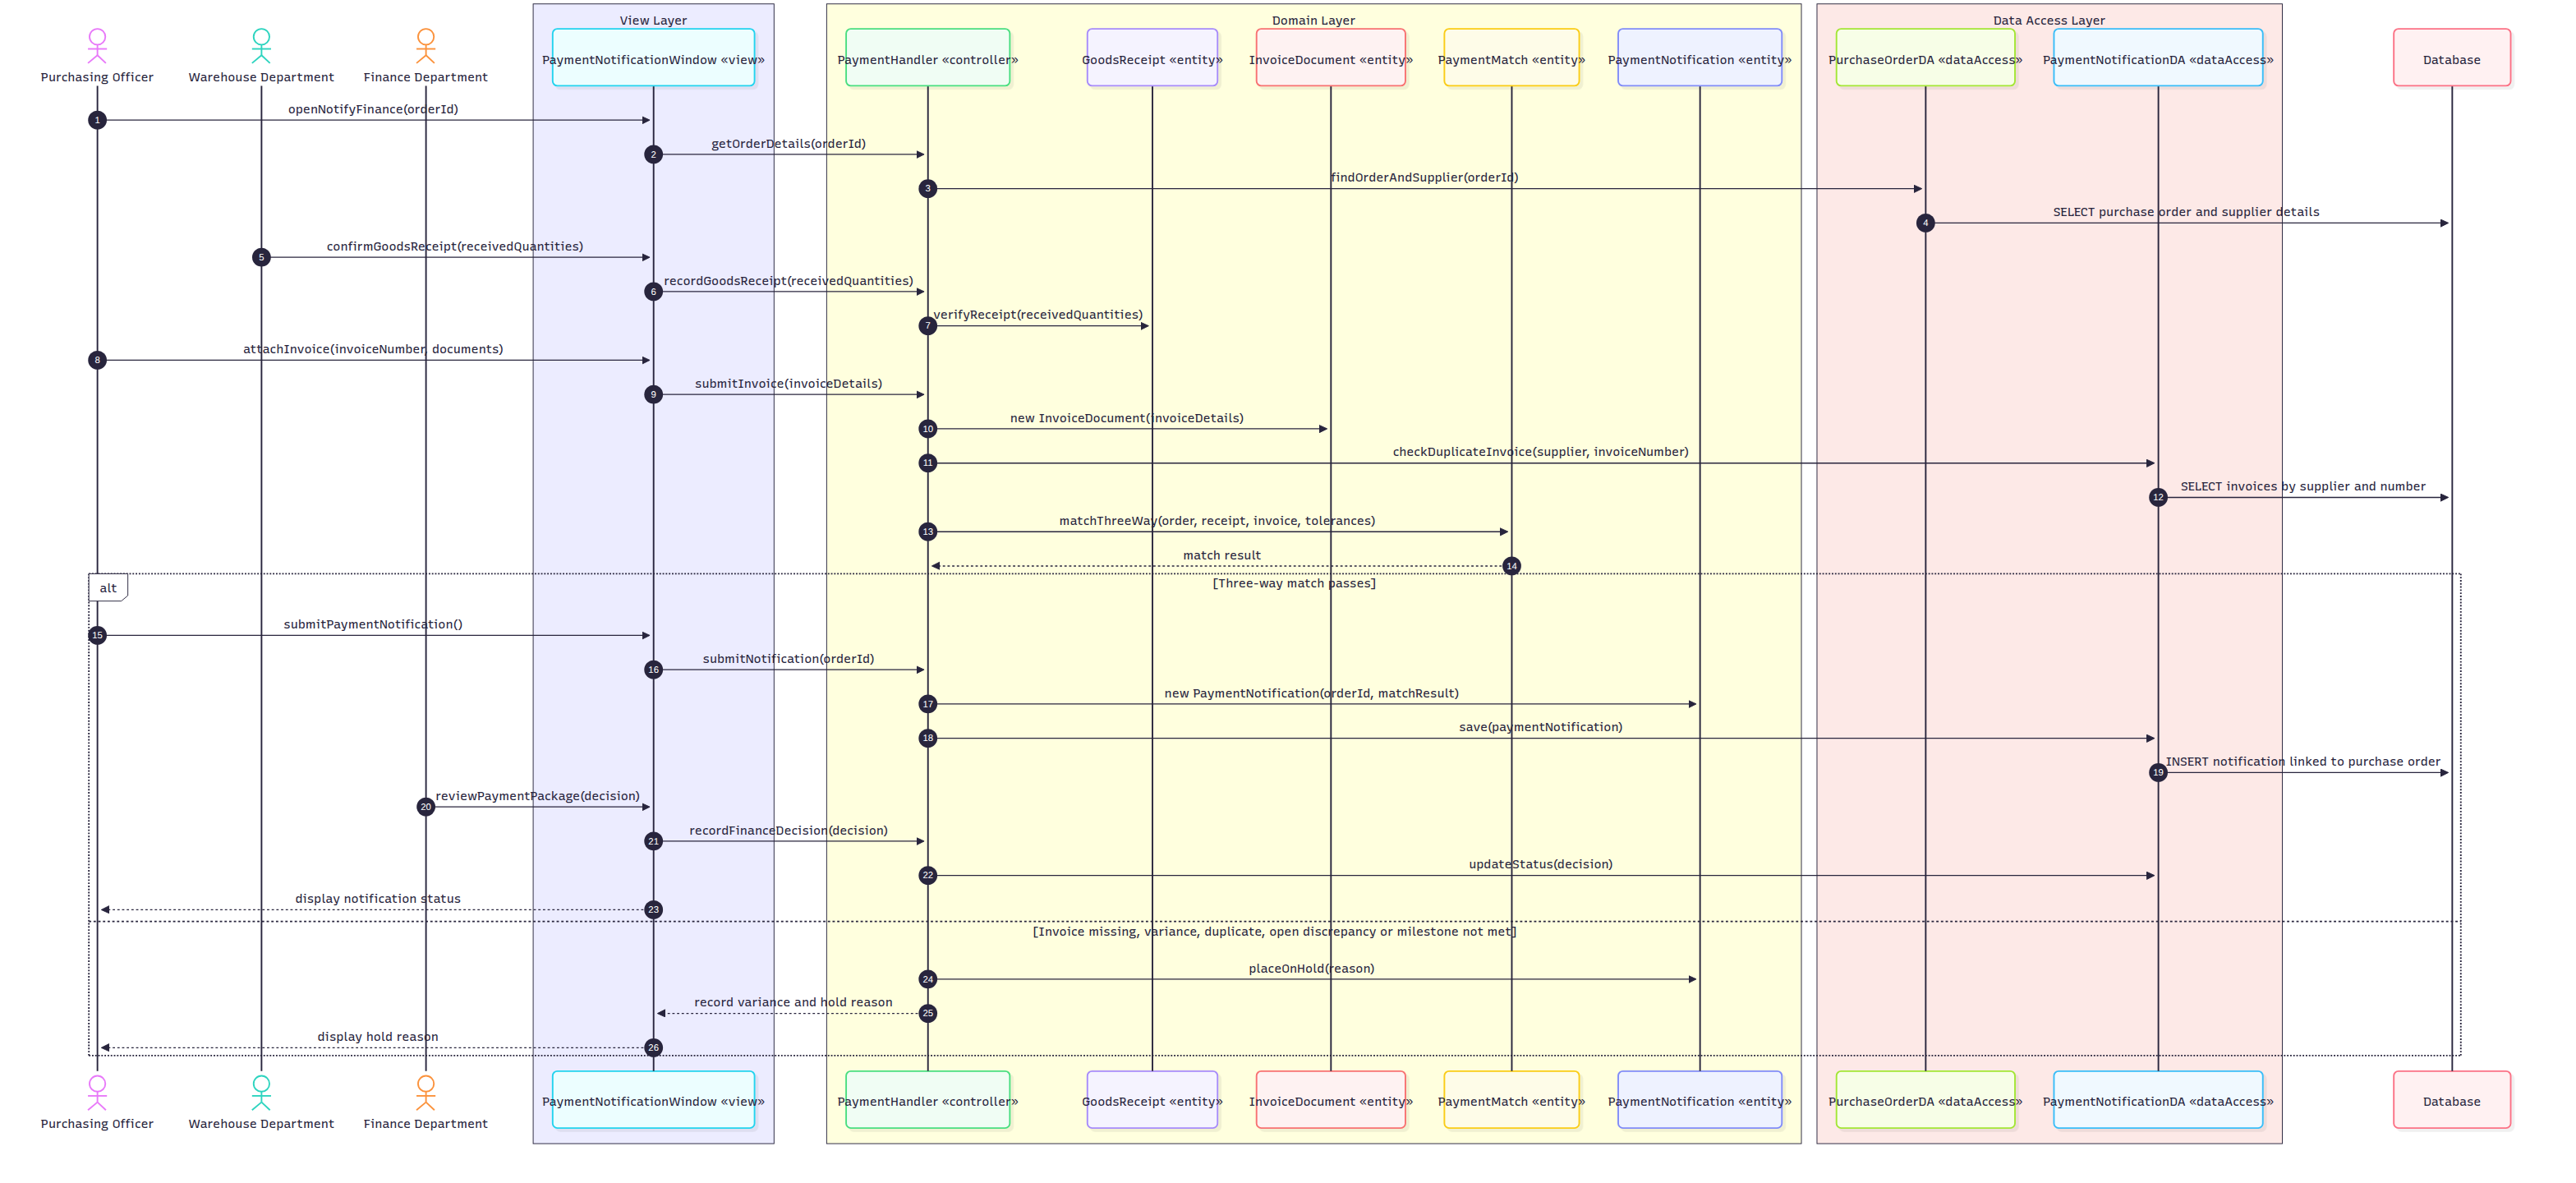 View Layer
Domain Layer
Data Access Layer
Purchasing Officer
Warehouse Department
Finance Department
PaymentNotificationWindow «view»
PaymentHandler «controller»
GoodsReceipt «entity»
InvoiceDocument «entity»
PaymentMatch «entity»
PaymentNotification «entity»
PurchaseOrderDA «dataAccess»
PaymentNotificationDA «dataAccess»
Database
openNotifyFinance(orderId)
1
getOrderDetails(orderId)
2
findOrderAndSupplier(orderId)
3
SELECT purchase order and supplier details
4
confirmGoodsReceipt(receivedQuantities)
5
recordGoodsReceipt(receivedQuantities)
6
verifyReceipt(receivedQuantities)
7
attachInvoice(invoiceNumber, documents)
8
submitInvoice(invoiceDetails)
9
new InvoiceDocument(invoiceDetails)
10
checkDuplicateInvoice(supplier, invoiceNumber)
11
SELECT invoices by supplier and number
12
matchThreeWay(order, receipt, invoice, tolerances)
13
match result
14
alt
[Three-way match passes]
submitPaymentNotification()
15
submitNotification(orderId)
16
new PaymentNotification(orderId, matchResult)
17
save(paymentNotification)
18
INSERT notification linked to purchase order
19
reviewPaymentPackage(decision)
20
recordFinanceDecision(decision)
21
updateStatus(decision)
22
display notification status
23
[Invoice missing, variance, duplicate, open discrepancy or milestone not met]
placeOnHold(reason)
24
record variance and hold reason
25
display hold reason
26
Purchasing Officer
Warehouse Department
Finance Department
PaymentNotificationWindow «view»
PaymentHandler «controller»
GoodsReceipt «entity»
InvoiceDocument «entity»
PaymentMatch «entity»
PaymentNotification «entity»
PurchaseOrderDA «dataAccess»
PaymentNotificationDA «dataAccess»
Database